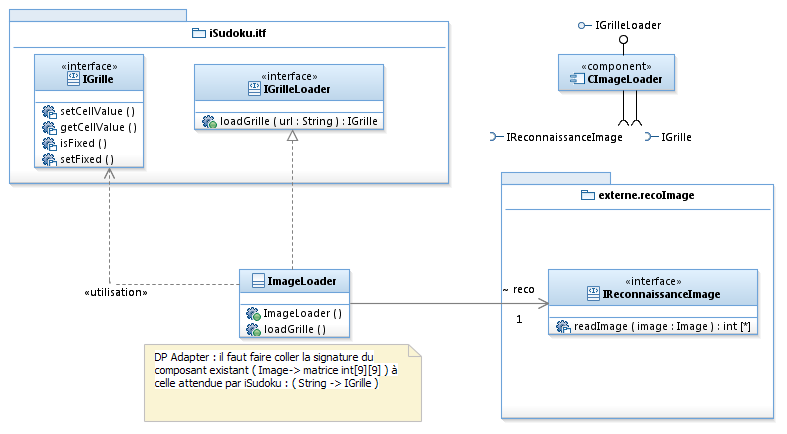 iSudoku.itf
«interface»
IGrille
setCellValue ( )
getCellValue ( )
isFixed ( )
setFixed ( )
«interface»
IGrilleLoader
loadGrille ( url : String ) : IGrille
IGrilleLoader
«component»
CImageLoader
IReconnaissanceImage
IGrille
externe.recoImage
«interface»
IReconnaissanceImage
readImage ( image : Image ) : int [*]
~ reco
1
«utilisation»
ImageLoader
ImageLoader ( )
loadGrille ( )
DP Adapter : il faut faire coller la signature du
composant existant ( Image-> matrice int[9][9] ) à
celle attendue par iSudoku : ( String -> IGrille )